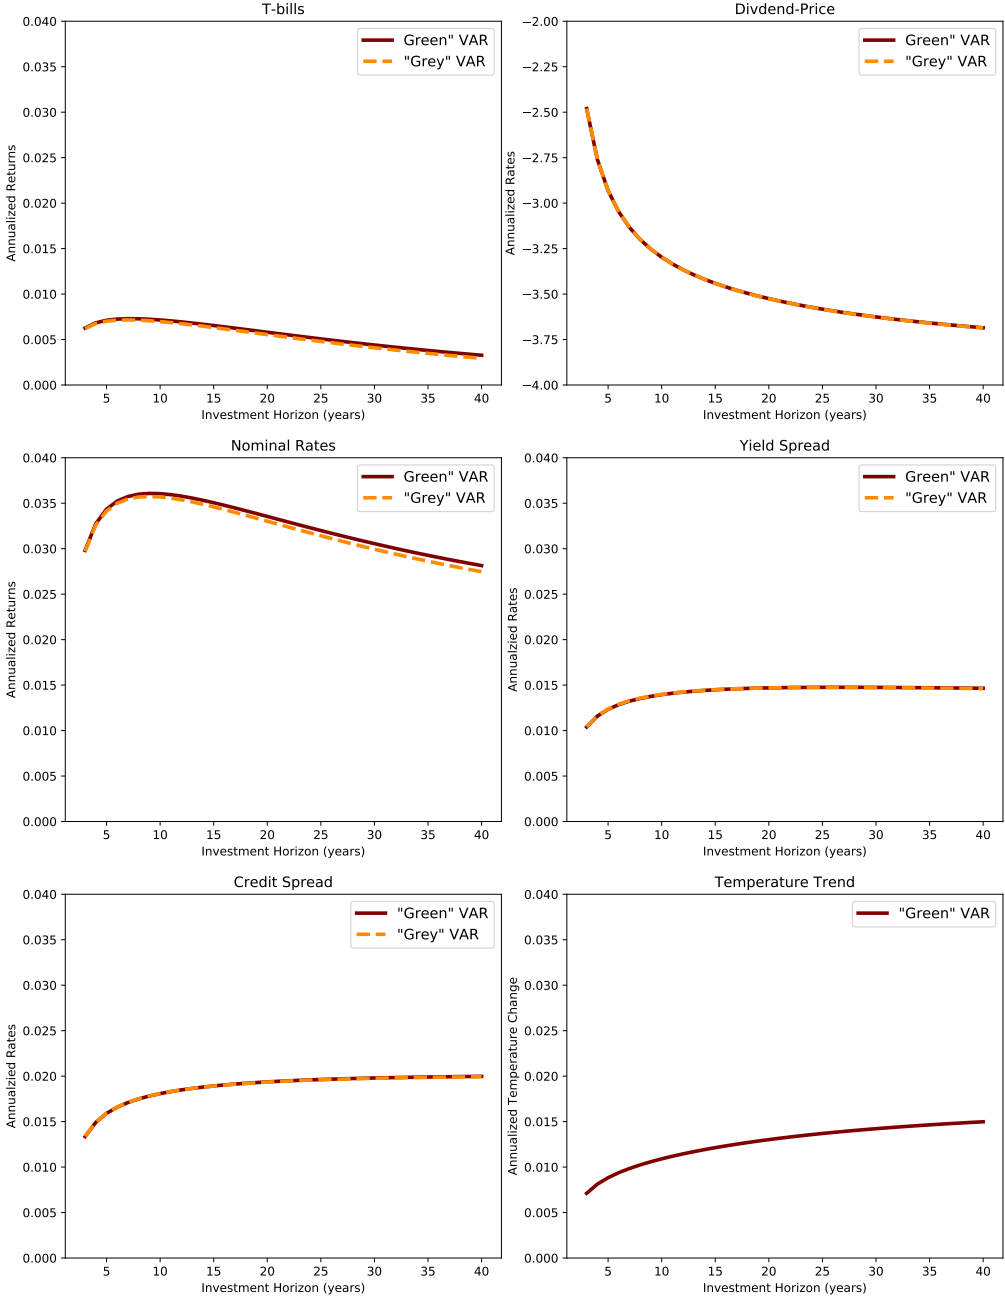 T-bills
Green" VAR
"Grey" VAR
Annualized Returns
0.040
0.035
0.030
0.025
0.020
0.015
0.010
0.005
0.000
5 10 15 20 25 30 35 40
Investment Horizon (years)
Divdend-Price
Green" VAR
"Grey" VAR
Annualized Rates
−2.00
−2.25
−2.50
−2.75
−3.00
−3.25
−3.50
−3.75
−4.00
5 10 15 20 25 30 35 40
Investment Horizon (years)
Nominal Rates
Green" VAR
"Grey" VAR
Annualized Returns
0.040
0.035
0.030
0.025
0.020
0.015
0.010
0.005
0.000
5 10 15 20 25 30 35 40
Investment Horizon (years)
Yield Spread
Green" VAR
"Grey" VAR
Annualzied Rates
0.040
0.035
0.030
0.025
0.020
0.015
0.010
0.005
0.000
5 10 15 20 25 30 35 40
Investment Horizon (years)
Credit Spread
"Green" VAR
"Grey" VAR
Annualzied Rates
0.040
0.035
0.030
0.025
0.020
0.015
0.010
0.005
0.000
5 10 15 20 25 30 35 40
Investment Horizon (years)
Temperature Trend
"Green" VAR
Annualized Temperature Change
0.040
0.035
0.030
0.025
0.020
0.015
0.010
0.005
0.000
5 10 15 20 25 30 35 40
Investment Horizon (years)